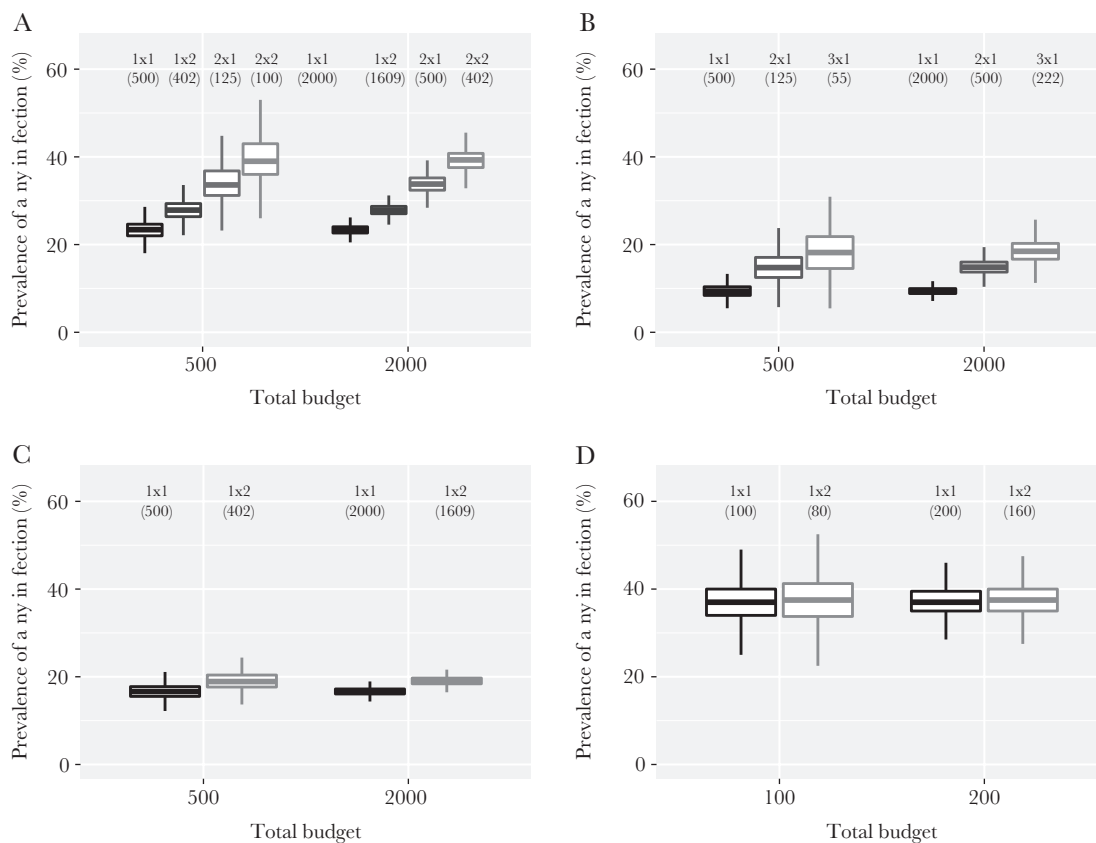 A
Prevalence of a ny in fection (%)
1x1 1x2 2x1 2x2 1x1 1x2 2x1 2x2
(500) (402) (125) (100) (2000) (1609) (500) (402)
60
40
20
0
500 2000
Total budget
B
Prevalence of a ny in fection (%)
1x1 2x1 3x1 1x1 2x1 3x1
(500) (125) (55) (2000) (500) (222)
60
40
20
0
500 2000
Total budget
C
Prevalence of a ny in fection (%)
1x1 1x2 1x1 1x2
(500) (402) (2000) (1609)
60
40
20
0
500 2000
Total budget
D
Prevalence of a ny in fection (%)
1x1 1x2 1x1 1x2
(100) (80) (200) (160)
60
40
20
0
100 200
Total budget